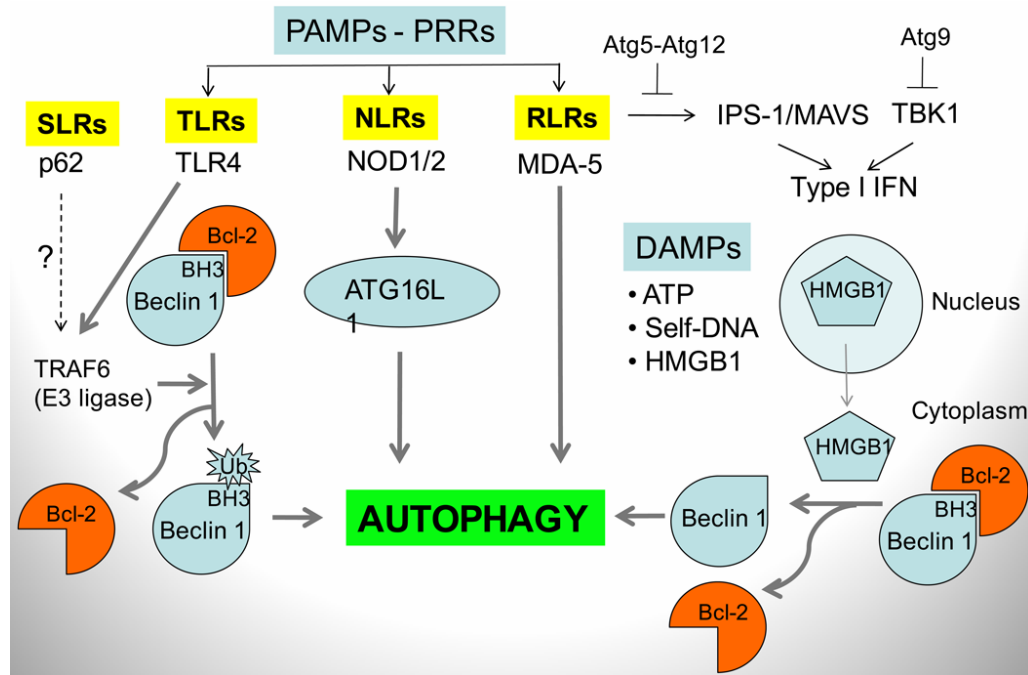 PAMPs - PRRs
Atg5-Atg12
Atg9
SLRs
TLRs
NLRs
RLRs
IPS-1/MAVS
TBK1
p62
TLR4
NOD1/2
MDA-5
Type I IFN
?
Bcl-2
BH3
Beclin 1
ATG16L
1
DAMPs
• ATP
• Self-DNA
• HMGB1
HMGB1
Nucleus
TRAF6
(E3 ligase)
Cytoplasm
HMGB1
Ub
BH3
Beclin 1
Bcl-2
AUTOPHAGY
Beclin 1
Bcl-2
BH3
Beclin 1
Bcl-2